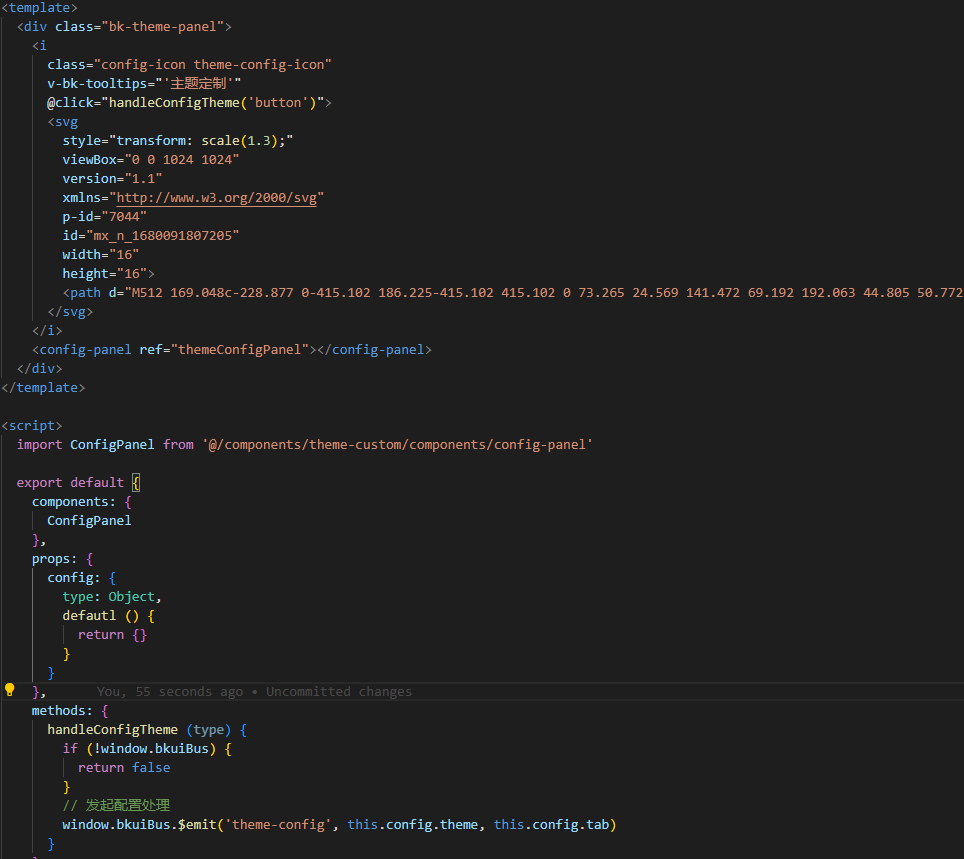 <template>
<div class="bk-theme-panel">
<i
class="config-icon theme-config-icon"
v-bk-tooltips="'主题定制'"
@click="handleConfigTheme('button')">
<svg
style="transform: scale(1.3);"
viewBox="0 0 1024 1024"
version="1.1"
xmlns="http://www.w3.org/2000/svg"
p-id="7044"
id="mx_n_1680091807205"
width="16"
height="16">
<path d="M512 169.048c-228.877 0-415.102 186.225-415.102 415.102 0 73.265 24.569 141.472 69.192 192.063 44.805 50.772
</svg>
</i>
<config-panel ref="themeConfigPanel"></config-panel>
</div>
</template>
<script>
import ConfigPanel from '@/components/theme-custom/components/config-panel'
export default {
components: {
ConfigPanel
},
props: {
config: {
type: Object,
defautl () {
return {}
}
}
},      You, 55 seconds ago • Uncommitted changes
methods: {
handleConfigTheme (type) {
if (!window.bkuiBus) {
return false
}
// 发起配置处理
window.bkuiBus.$emit('theme-config', this.config.theme, this.config.tab)
}